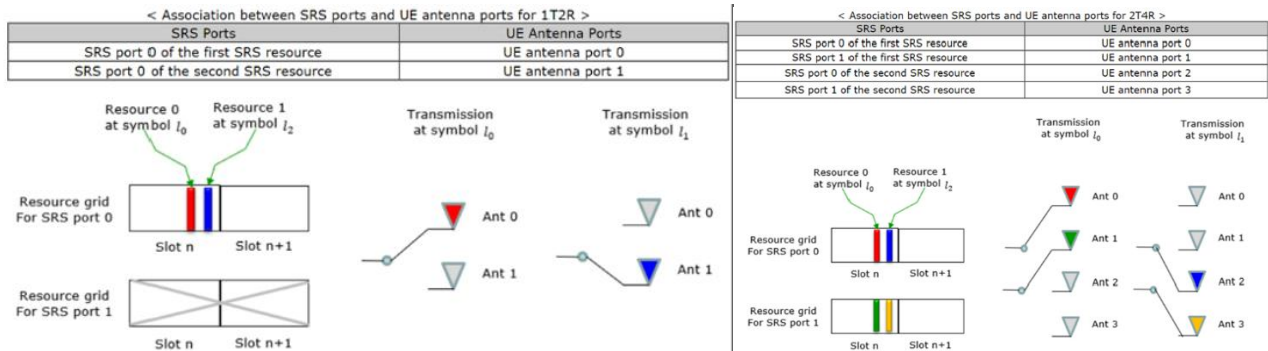 < Association between SRS ports and UE antenna ports for 1T2R >
SRS Ports UE Antenna Ports
SRS port 0 of the first SRS resource UE antenna port 0
SRS port 0 of the second SRS resource UE antenna port 1
Resource 0
at symbol l0
Resource 1
at symbol l2
Transmission
at symbol l0
Transmission
at symbol l1
Resource grid
For SRS port 0
Slot n Slot n+1
Ant 0
Ant 1
Ant 0
Ant 1
Resource grid
For SRS port 1
Slot n Slot n+1
< Association between SRS ports and UE antenna ports for 2T4R >
SRS Ports UE Antenna Ports
SRS port 0 of the first SRS resource UE antenna port 0
SRS port 1 of the first SRS resource UE antenna port 1
SRS port 0 of the second SRS resource UE antenna port 2
SRS port 1 of the second SRS resource UE antenna port 3
Transmission
at symbol l0
Transmission
at symbol l1
Resource 0
at symbol l0
Resource 1
at symbol l2
Resource grid
For SRS port 0
Slot n Slot n+1
Resource grid
For SRS port 1
Slot n Slot n+1
Ant 0
Ant 1
Ant 2
Ant 3
Ant 0
Ant 1
Ant 2
Ant 3